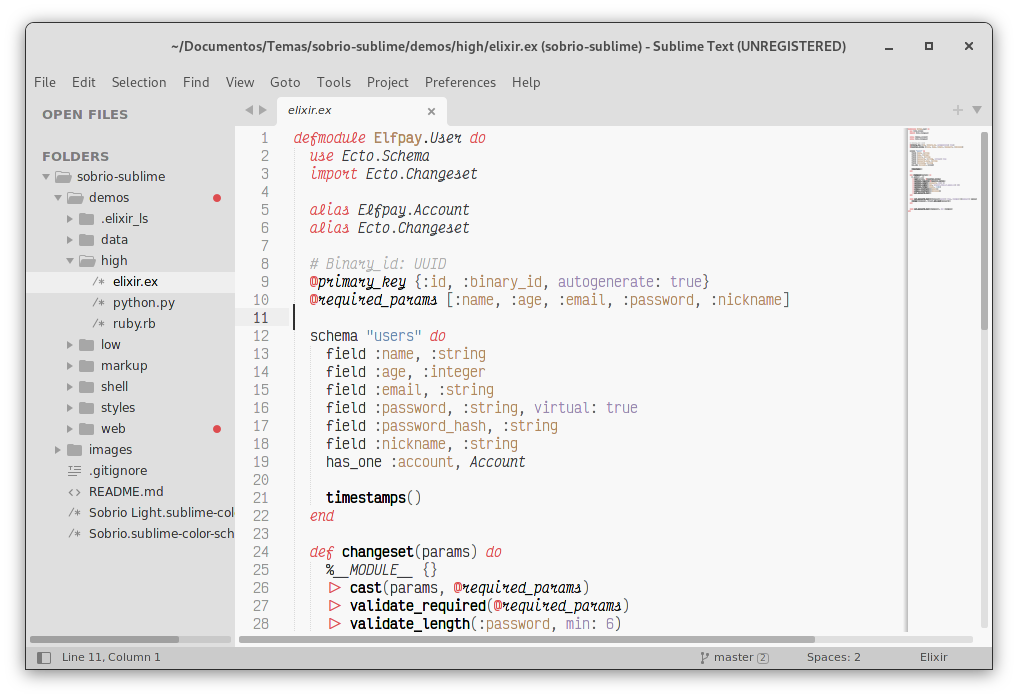 ~/Documentos/Temas/sobrio-sublime/demos/high/elixir.ex (sobrio-sublime) - Sublime Text (UNREGISTERED)
File Edit Selection Find View Goto Tools Project Preferences Help
OPEN FILES
FOLDERS
sobrio-sublime
demos
.elixir_ls
data
high
/* elixir.ex
/* python.py
/* ruby.rb
low
markup
shell
styles
web
images
.gitignore
<> README.md
/* Sobrio Light.sublime-col
/* Sobrio.sublime-color-sch
elixir.ex
1 defmodule Elfpay.User do
2 use Ecto.Schema
3 import Ecto.Changeset
4
5 alias Elfpay.Account
6 alias Ecto.Changeset
7
8 # Binary_id: UUID
9 @primary_key {:id, :binary_id, autogenerate: true}
10 @required_params [:name, :age, :email, :password, :nickname]
11
12 schema "users" do
13 field :name, :string
14 field :age, :integer
15 field :email, :string
16 field :password, :string, virtual: true
17 field :password_hash, :string
18 field :nickname, :string
19 has_one :account, Account
20
21 timestamps()
22 end
23
24 def changeset(params) do
25 %__MODULE__ {}
26 |> cast(params, @required_params)
27 |> validate_required(@required_params)
28 |> validate_length(:password, min: 6)
Line 11, Column 1 master 2 Spaces: 2 Elixir